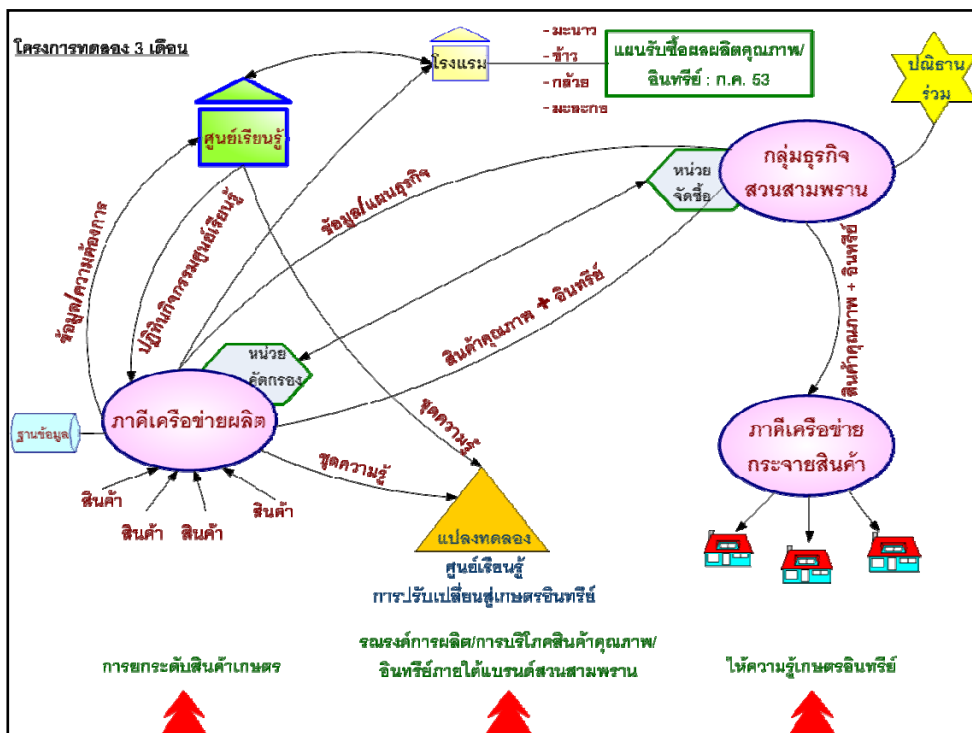 โครงการทดลอง 3 เดือน
โรงแรม
- มะนาว
- ข้าว
- กล้วย
- มะละกอ
แผนรับซื้อผลผลิตคุณภาพ/
อินทรีย์ : ก.ค. 53
ปณิธาน
ร่วม
ศูนย์เรียนรู้
หน่วย
จัดซื้อ
กลุ่มธุรกิจ
สวนสามพราน
ข้อมูล/ความต้องการ
ปฏิทินกิจกรรมศูนย์เรียนรู้
ข้อมูล/แผนธุรกิจ
สินค้าคุณภาพ + อินทรีย์
สินค้าคุณภาพ + อินทรีย์
หน่วย
คัดกรอง
ฐานข้อมูล
ภาคีเครือข่ายผลิต
ภาคีเครือข่าย
กระจายสินค้า
ชุดความรู้
ชุดความรู้
สินค้า
สินค้า
สินค้า
สินค้า
แปลงทดลอง
ศูนย์เรียนรู้
การปรับเปลี่ยนสู่เกษตรอินทรีย์
การยกระดับสินค้าเกษตร
รณรงค์การผลิต/การบริโภคสินค้าคุณภาพ/
อินทรีย์ภายใต้แบรนด์สวนสามพราน
ให้ความรู้เกษตรอินทรีย์